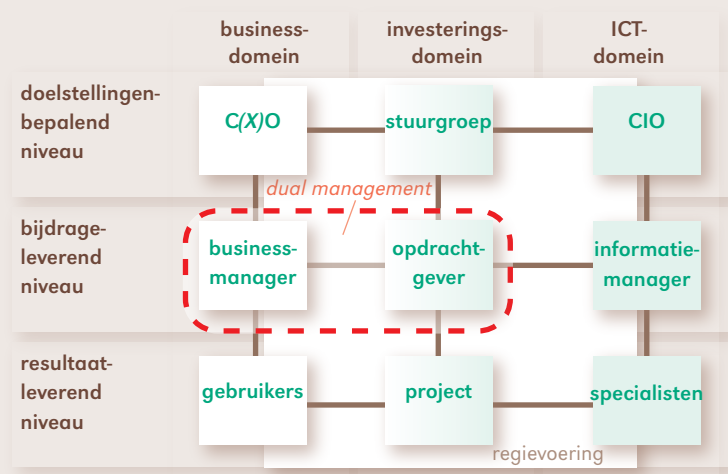 business-
domein
investerings-
domein
ICT-
domein
doelstellingen-
bepalend
niveau
C(X)O
stuurgroep
CIO
dual management
bijdrage-
leverend
niveau
business-
manager
opdracht-
gever
informatie-
manager
resultaat-
leverend
niveau
gebruikers
project
specialisten
regievoering